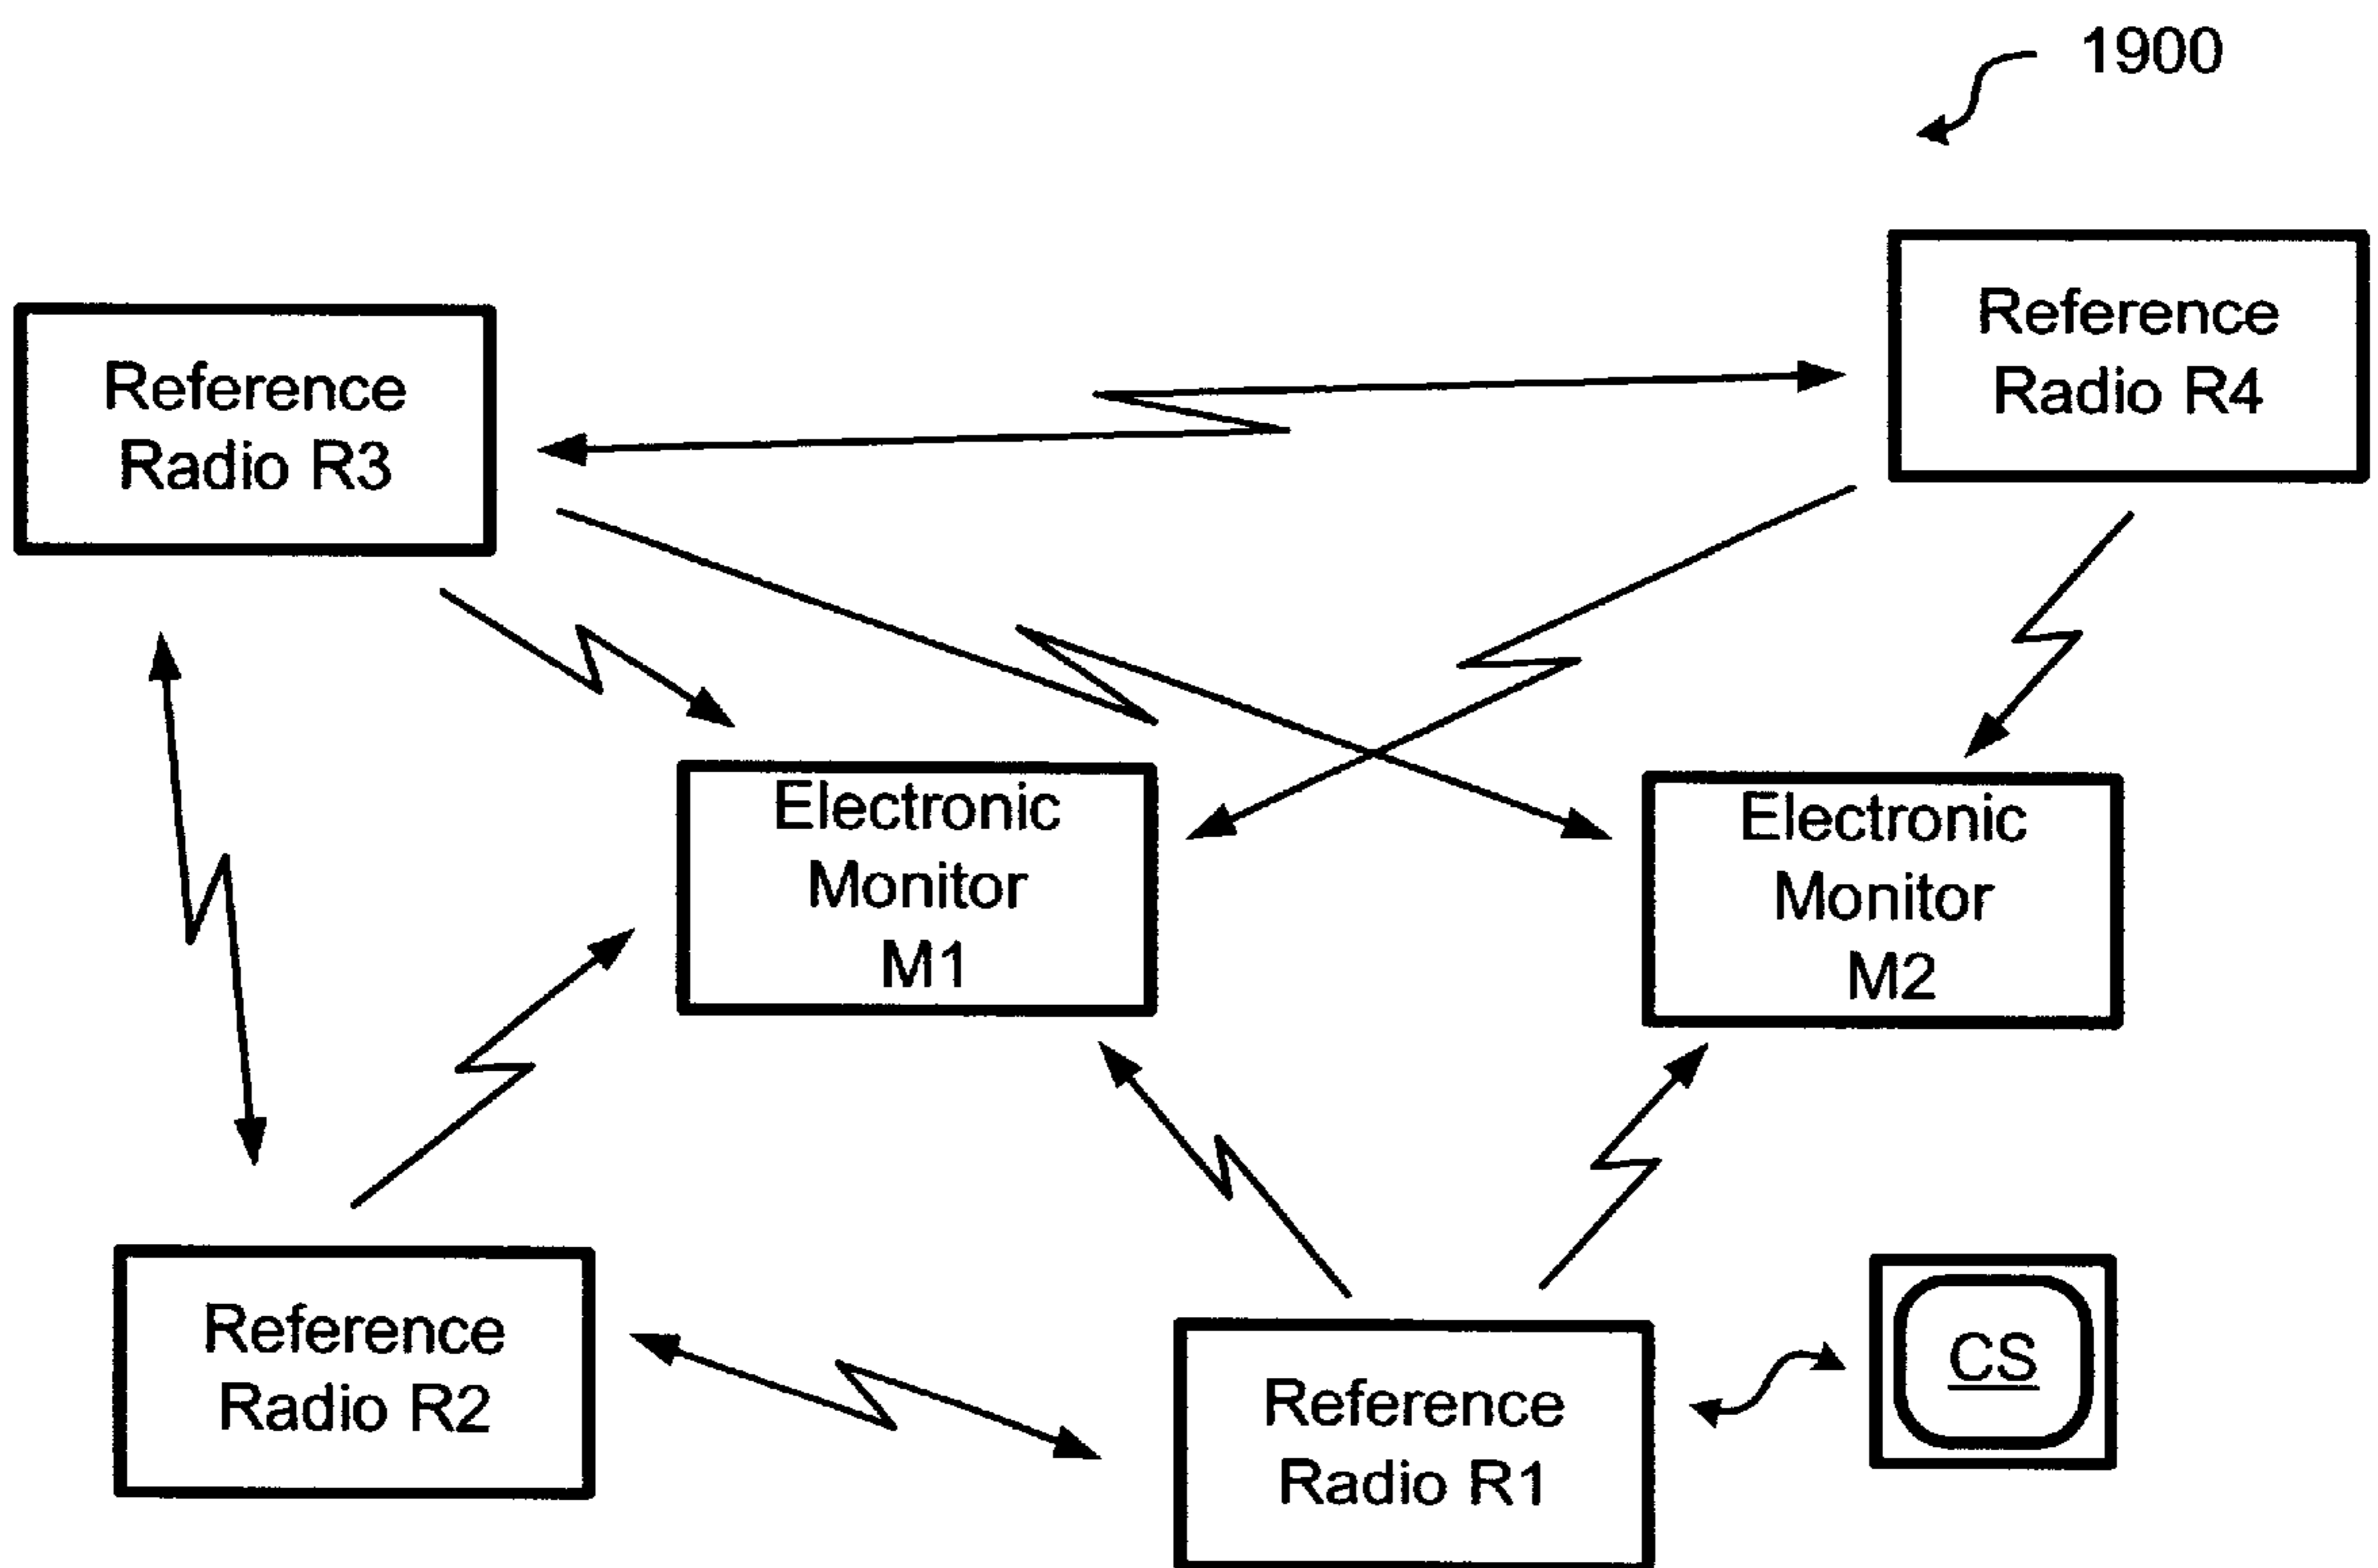 1900
Reference
Radio R4
Reference
Radio R3
Electronic
Monitor
M1
Electronic
Monitor
M2
Reference
Radio R2
Reference
Radio R1
CS